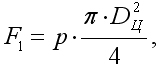 F₁ = p · π · D_Ц² / 4 ,